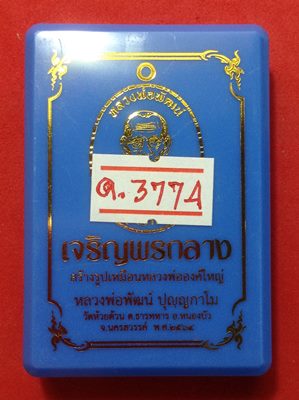 หลวงพ่อพัฒน์
ค.3774
เจริญพรกลาง
สร้างรูปเหมือนหลวงพ่อองค์ใหญ่
หลวงพ่อพัฒน์ ปุญฺญกาโม
วัดห้วยด้วน ต.ธารทหาร อ.หนองบัว
จ.นครสวรรค์ พ.ศ.๒๕๖๔